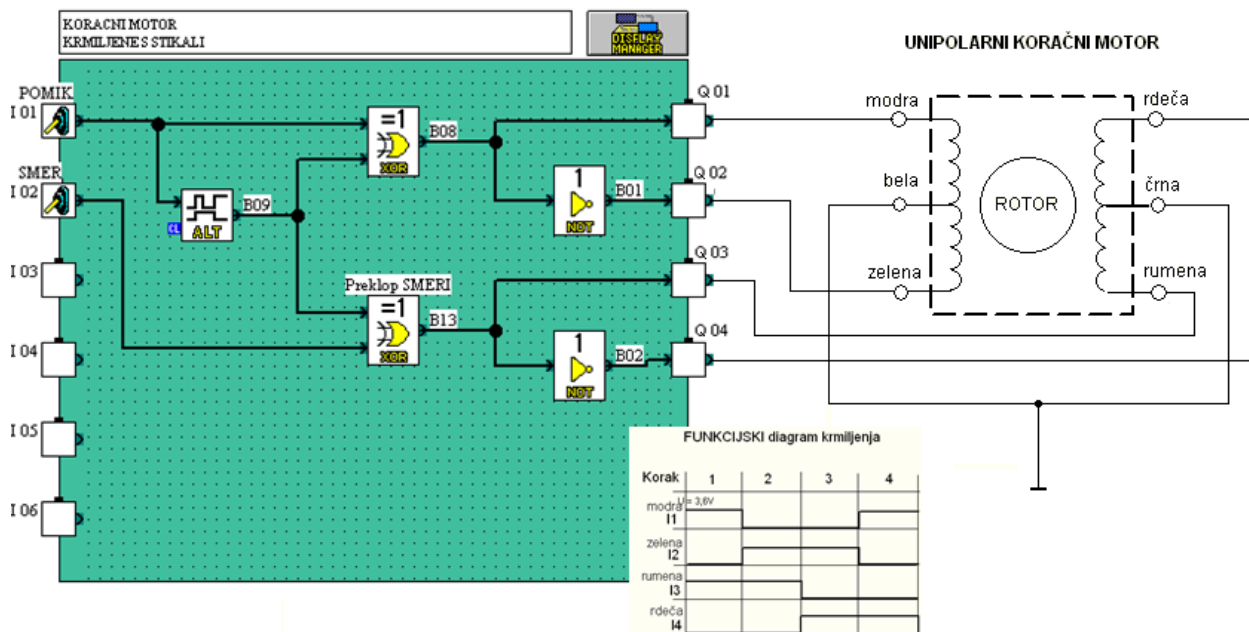 KORACNI MOTOR
KRMILJENE S STIKALI
DISPLAY
MANAGER
UNIPOLARNI KORAČNI MOTOR
POMIK
I 01
SMER
I 02
I 03
I 04
I 05
I 06
=1
XOR
B08
CL
ALT
B09
1
NOT
B01
Preklop SMERI
=1
XOR
B13
1
NOT
B02
Q 01
Q 02
Q 03
Q 04
modra
rdeča
bela
ROTOR
črna
zelena
rumena
FUNKCIJSKI diagram krmiljenja
Korak 1 2 3 4
U = 3,6V
modra
I1
zelena
I2
rumena
I3
rdeča
I4